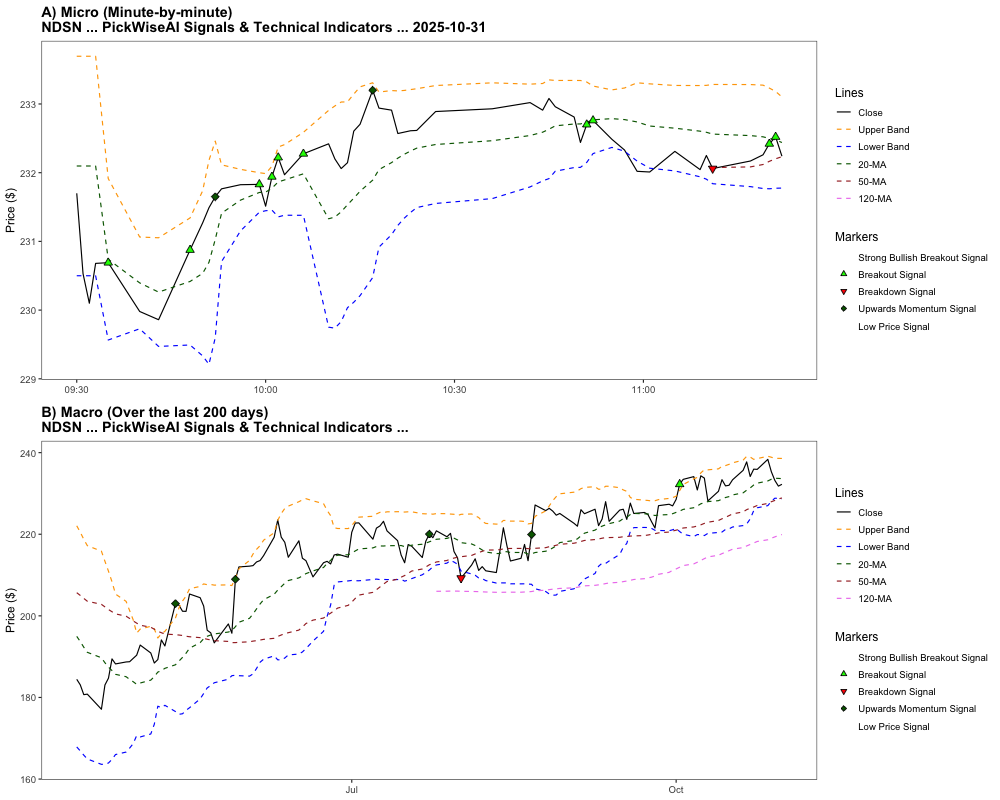 A) Micro (Minute-by-minute)
NDSN ... PickWiseAI Signals & Technical Indicators ... 2025-10-31
Price ($)
233
232
231
230
229
09:30
10:00
10:30
11:00
Lines
Close
Upper Band
Lower Band
20-MA
50-MA
120-MA
Markers
Strong Bullish Breakout Signal
Breakout Signal
Breakdown Signal
Upwards Momentum Signal
Low Price Signal
B) Macro (Over the last 200 days)
NDSN ... PickWiseAI Signals & Technical Indicators ...
Price ($)
240
220
200
180
160
Jul
Oct
Lines
Close
Upper Band
Lower Band
20-MA
50-MA
120-MA
Markers
Strong Bullish Breakout Signal
Breakout Signal
Breakdown Signal
Upwards Momentum Signal
Low Price Signal